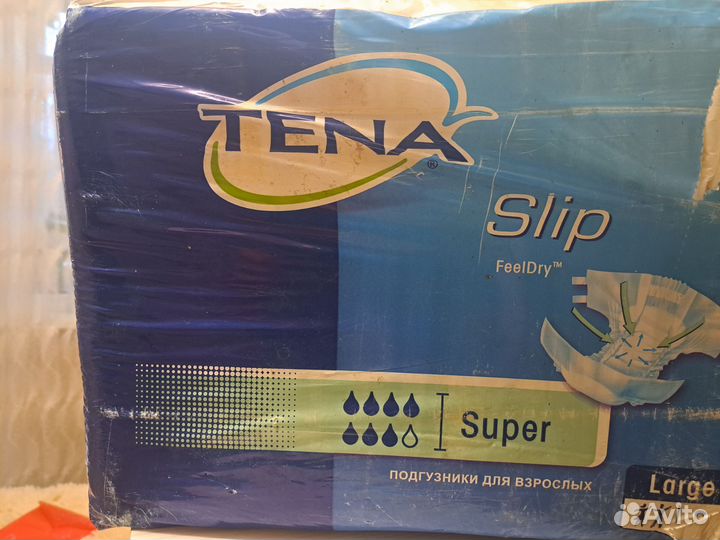 TENA®
Slip
FeelDry™
Super
ПОДГУЗНИКИ ДЛЯ ВЗРОСЛЫХ
Large
Avito